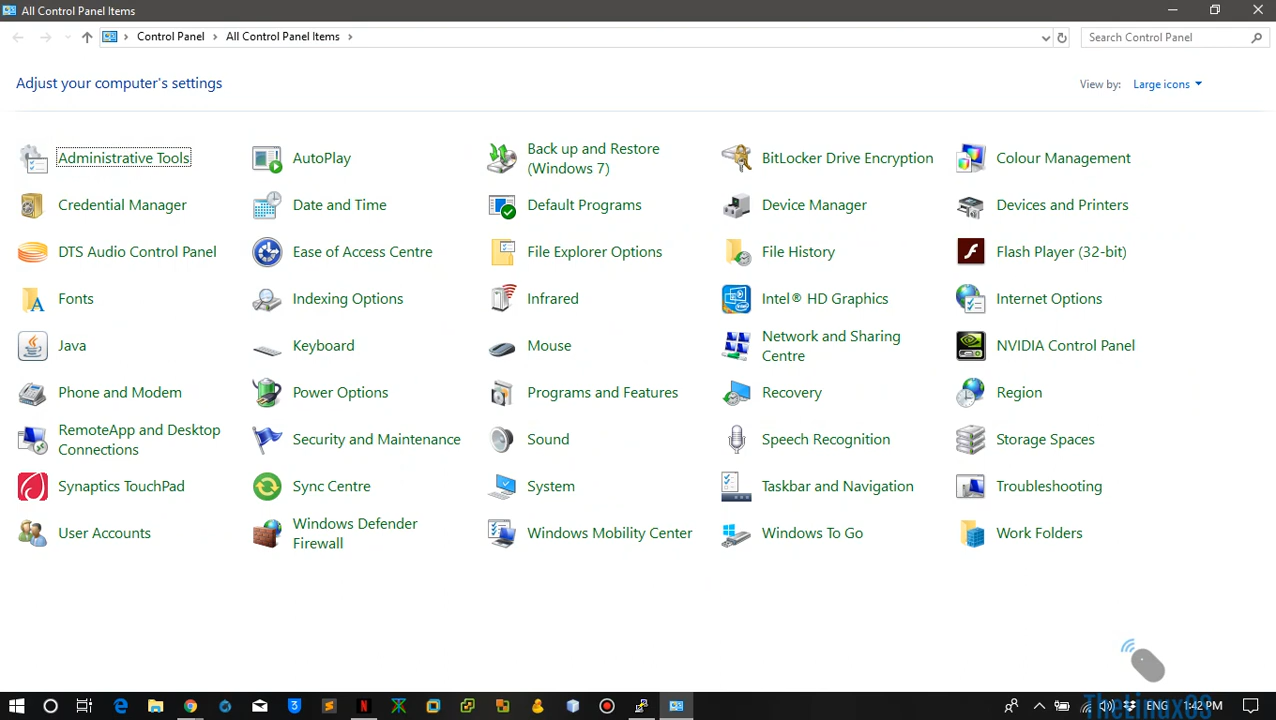 All Control Panel Items
Control Panel
All Control Panel Items
Search Control Panel
Adjust your computer's settings
View by:
Large icons
Administrative Tools
AutoPlay
Back up and Restore
(Windows 7)
BitLocker Drive Encryption
Colour Management
Credential Manager
Date and Time
Default Programs
Device Manager
Devices and Printers
DTS Audio Control Panel
Ease of Access Centre
File Explorer Options
File History
Flash Player (32-bit)
Fonts
Indexing Options
Infrared
Intel® HD Graphics
Internet Options
Java
Keyboard
Mouse
Network and Sharing
Centre
NVIDIA Control Panel
Phone and Modem
Power Options
Programs and Features
Recovery
Region
RemoteApp and Desktop
Connections
Security and Maintenance
Sound
Speech Recognition
Storage Spaces
Synaptics TouchPad
Sync Centre
System
Taskbar and Navigation
Troubleshooting
User Accounts
Windows Defender
Firewall
Windows Mobility Center
Windows To Go
Work Folders
ENG
1:42 PM